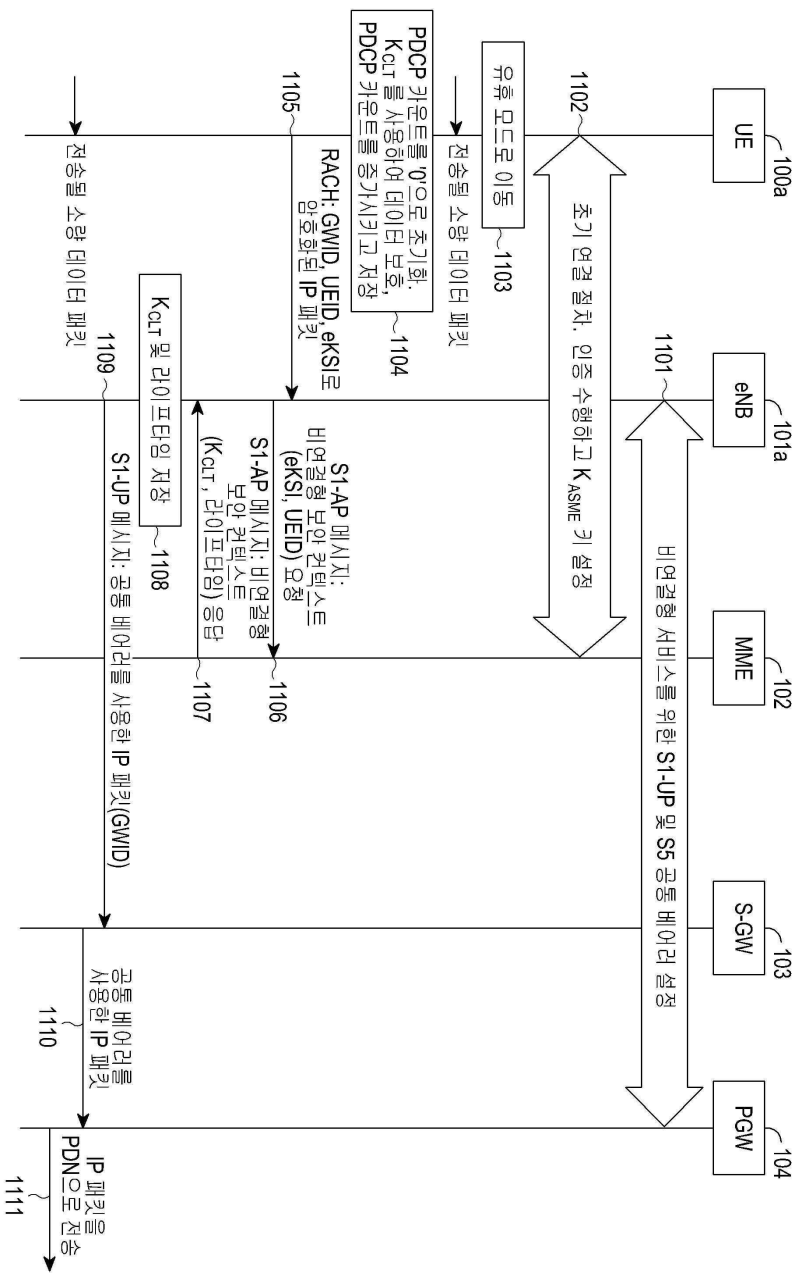 UE
100a
eNB
101a
MME
102
S-GW
103
PGW
104
1101
비연결형 서비스를 위한 S1-UP 및 S5 공통 베어러 설정
1102
초기 연결 절차. 인증 수행하고 KASME 키 설정
유휴 모드로 이동
1103
전송될 소량 데이터 패킷
PDCP 카운트를 '0'으로 초기화.
KCLT 를 사용하여 데이터 보호,
PDCP 카운트를 증가시키고 저장
1104
1105
RACH: GWID, UEID, eKSI로
암호화된 IP 패킷
S1-AP 메시지:
비연결형 보안 컨텍스트
(eKSI, UEID) 요청
1106
S1-AP 메시지: 비연결형
보안 컨텍스트
(KCLT, 라이프타임) 응답
1107
KCLT 및 라이프타임 저장
1108
전송될 소량 데이터 패킷
1109
S1-UP 메시지: 공통 베어러를 사용한 IP 패킷(GWID)
공통 베어러를
사용한 IP 패킷
1110
IP 패킷을
PDN으로 전송
1111